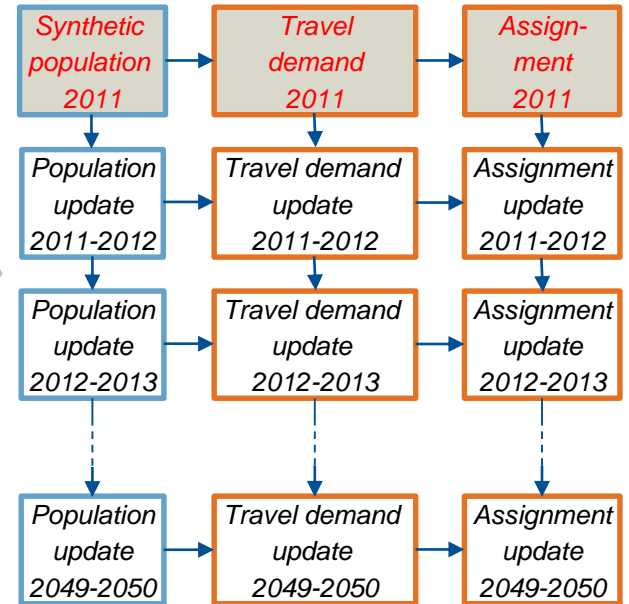 Synthetic
population
2011
Travel
demand
2011
Assign-
ment
2011
Population
update
2011-2012
Travel demand
update
2011-2012
Assignment
update
2011-2012
Population
update
2012-2013
Travel demand
update
2012-2013
Assignment
update
2012-2013
Population
update
2049-2050
Travel demand
update
2049-2050
Assignment
update
2049-2050